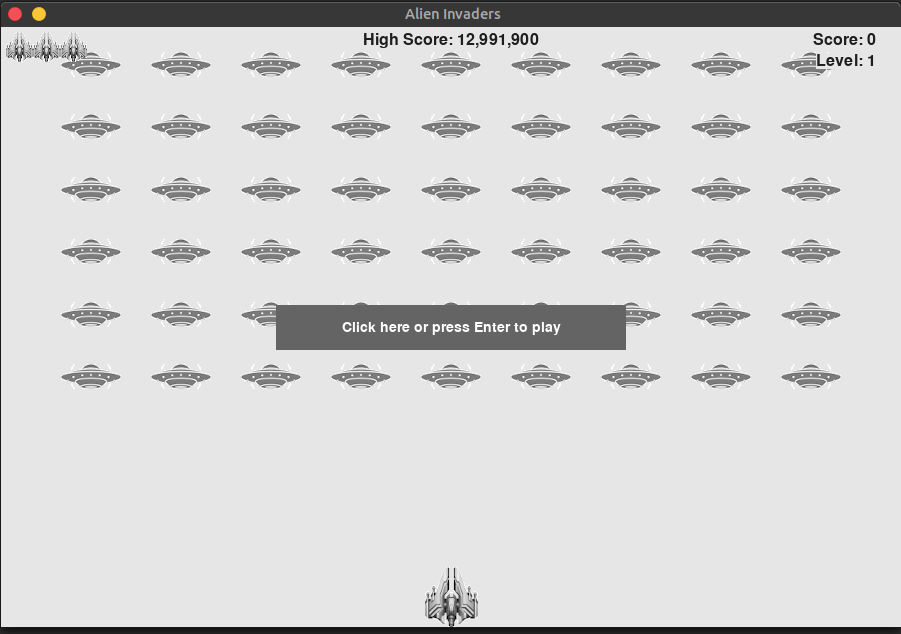 Alien Invaders
High Score: 12,991,900
Score: 0
Level: 1
Click here or press Enter to play